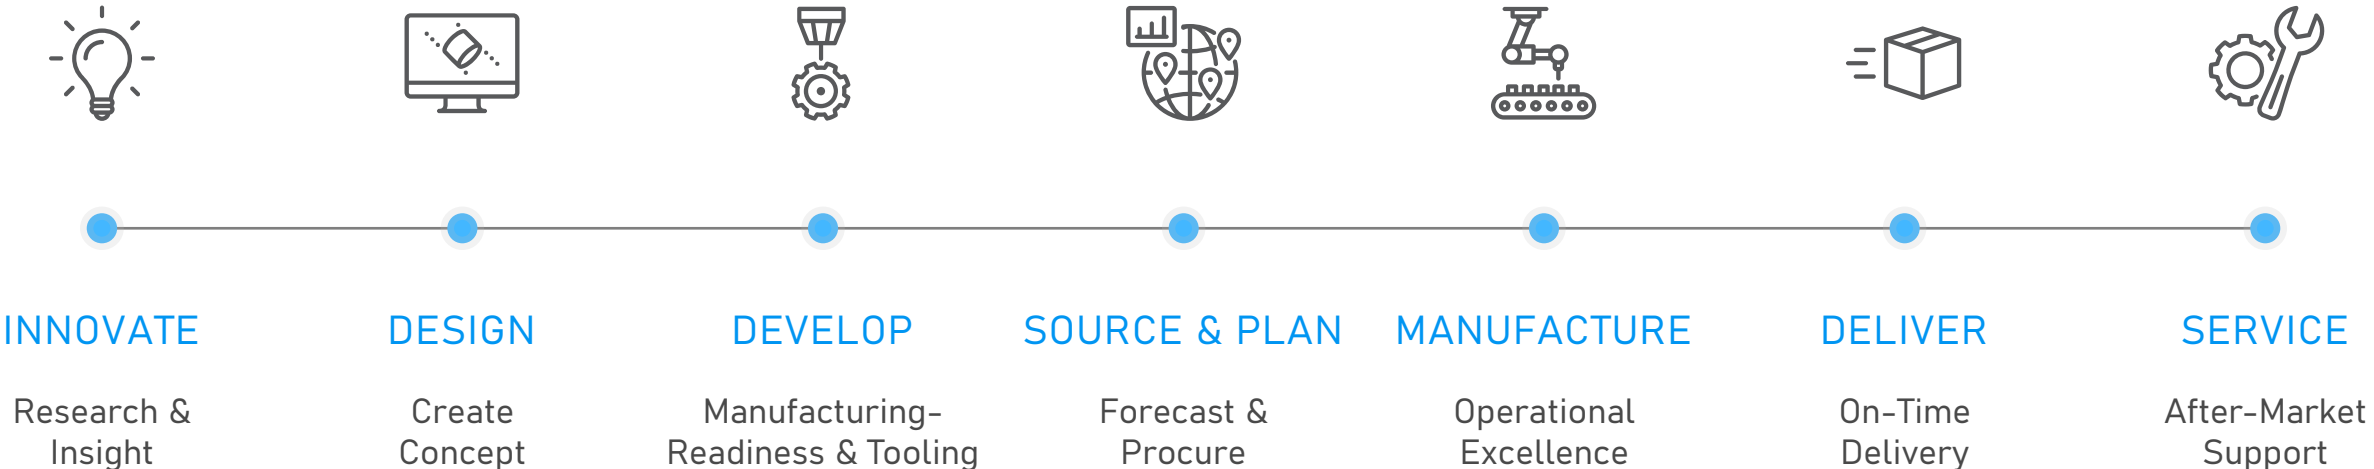 INNOVATE
DESIGN
DEVELOP
SOURCE & PLAN
MANUFACTURE
DELIVER
SERVICE
Research &
Insight
Create
Concept
Manufacturing-
Readiness & Tooling
Forecast &
Procure
Operational
Excellence
On-Time
Delivery
After-Market
Support